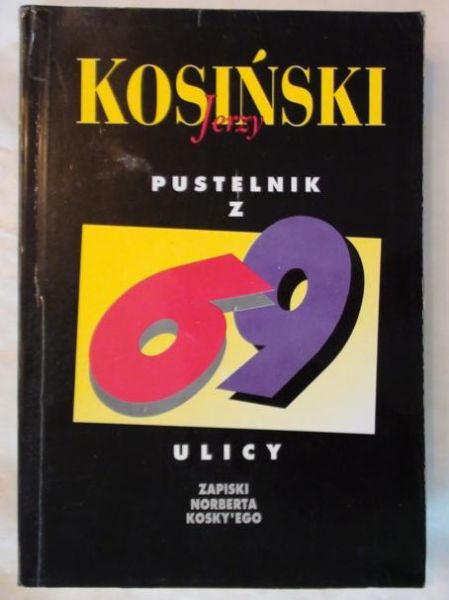 KOSIŃSKI
Jerzy
PUSTELNIK
Z
69
ULICY
ZAPISKI
NORBERTA
KOSKY'EGO